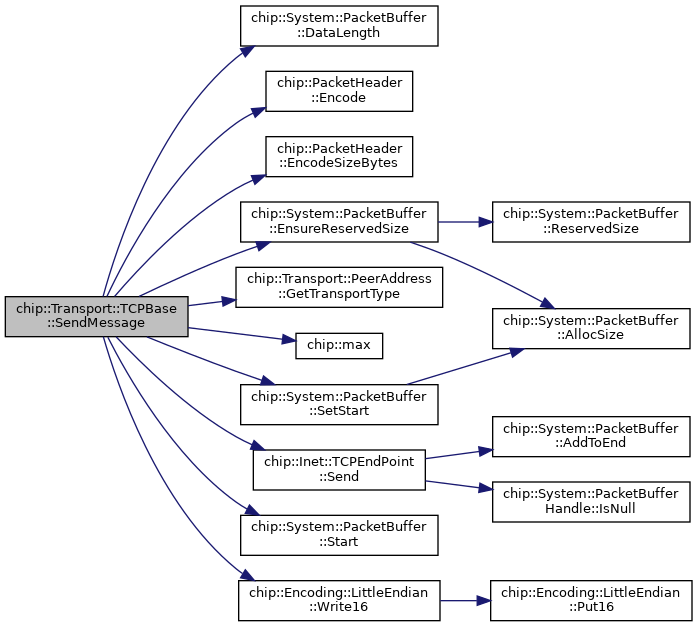 chip::System::PacketBuffer
::DataLength
chip::PacketHeader
::Encode
chip::PacketHeader
::EncodeSizeBytes
chip::System::PacketBuffer
::EnsureReservedSize
chip::System::PacketBuffer
::ReservedSize
chip::Transport::PeerAddress
::GetTransportType
chip::Transport::TCPBase
::SendMessage
chip::System::PacketBuffer
::AllocSize
chip::max
chip::System::PacketBuffer
::SetStart
chip::System::PacketBuffer
::AddToEnd
chip::Inet::TCPEndPoint
::Send
chip::System::PacketBuffer
Handle::IsNull
chip::System::PacketBuffer
::Start
chip::Encoding::LittleEndian
::Write16
chip::Encoding::LittleEndian
::Put16